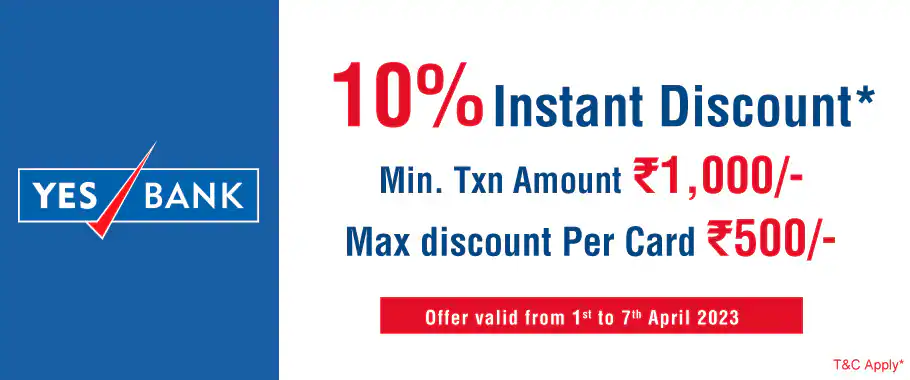 YES BANK
10% Instant Discount*
Min. Txn Amount ₹1,000/-
Max discount Per Card ₹500/-
Offer valid from 1st to 7th April 2023
T&C Apply*